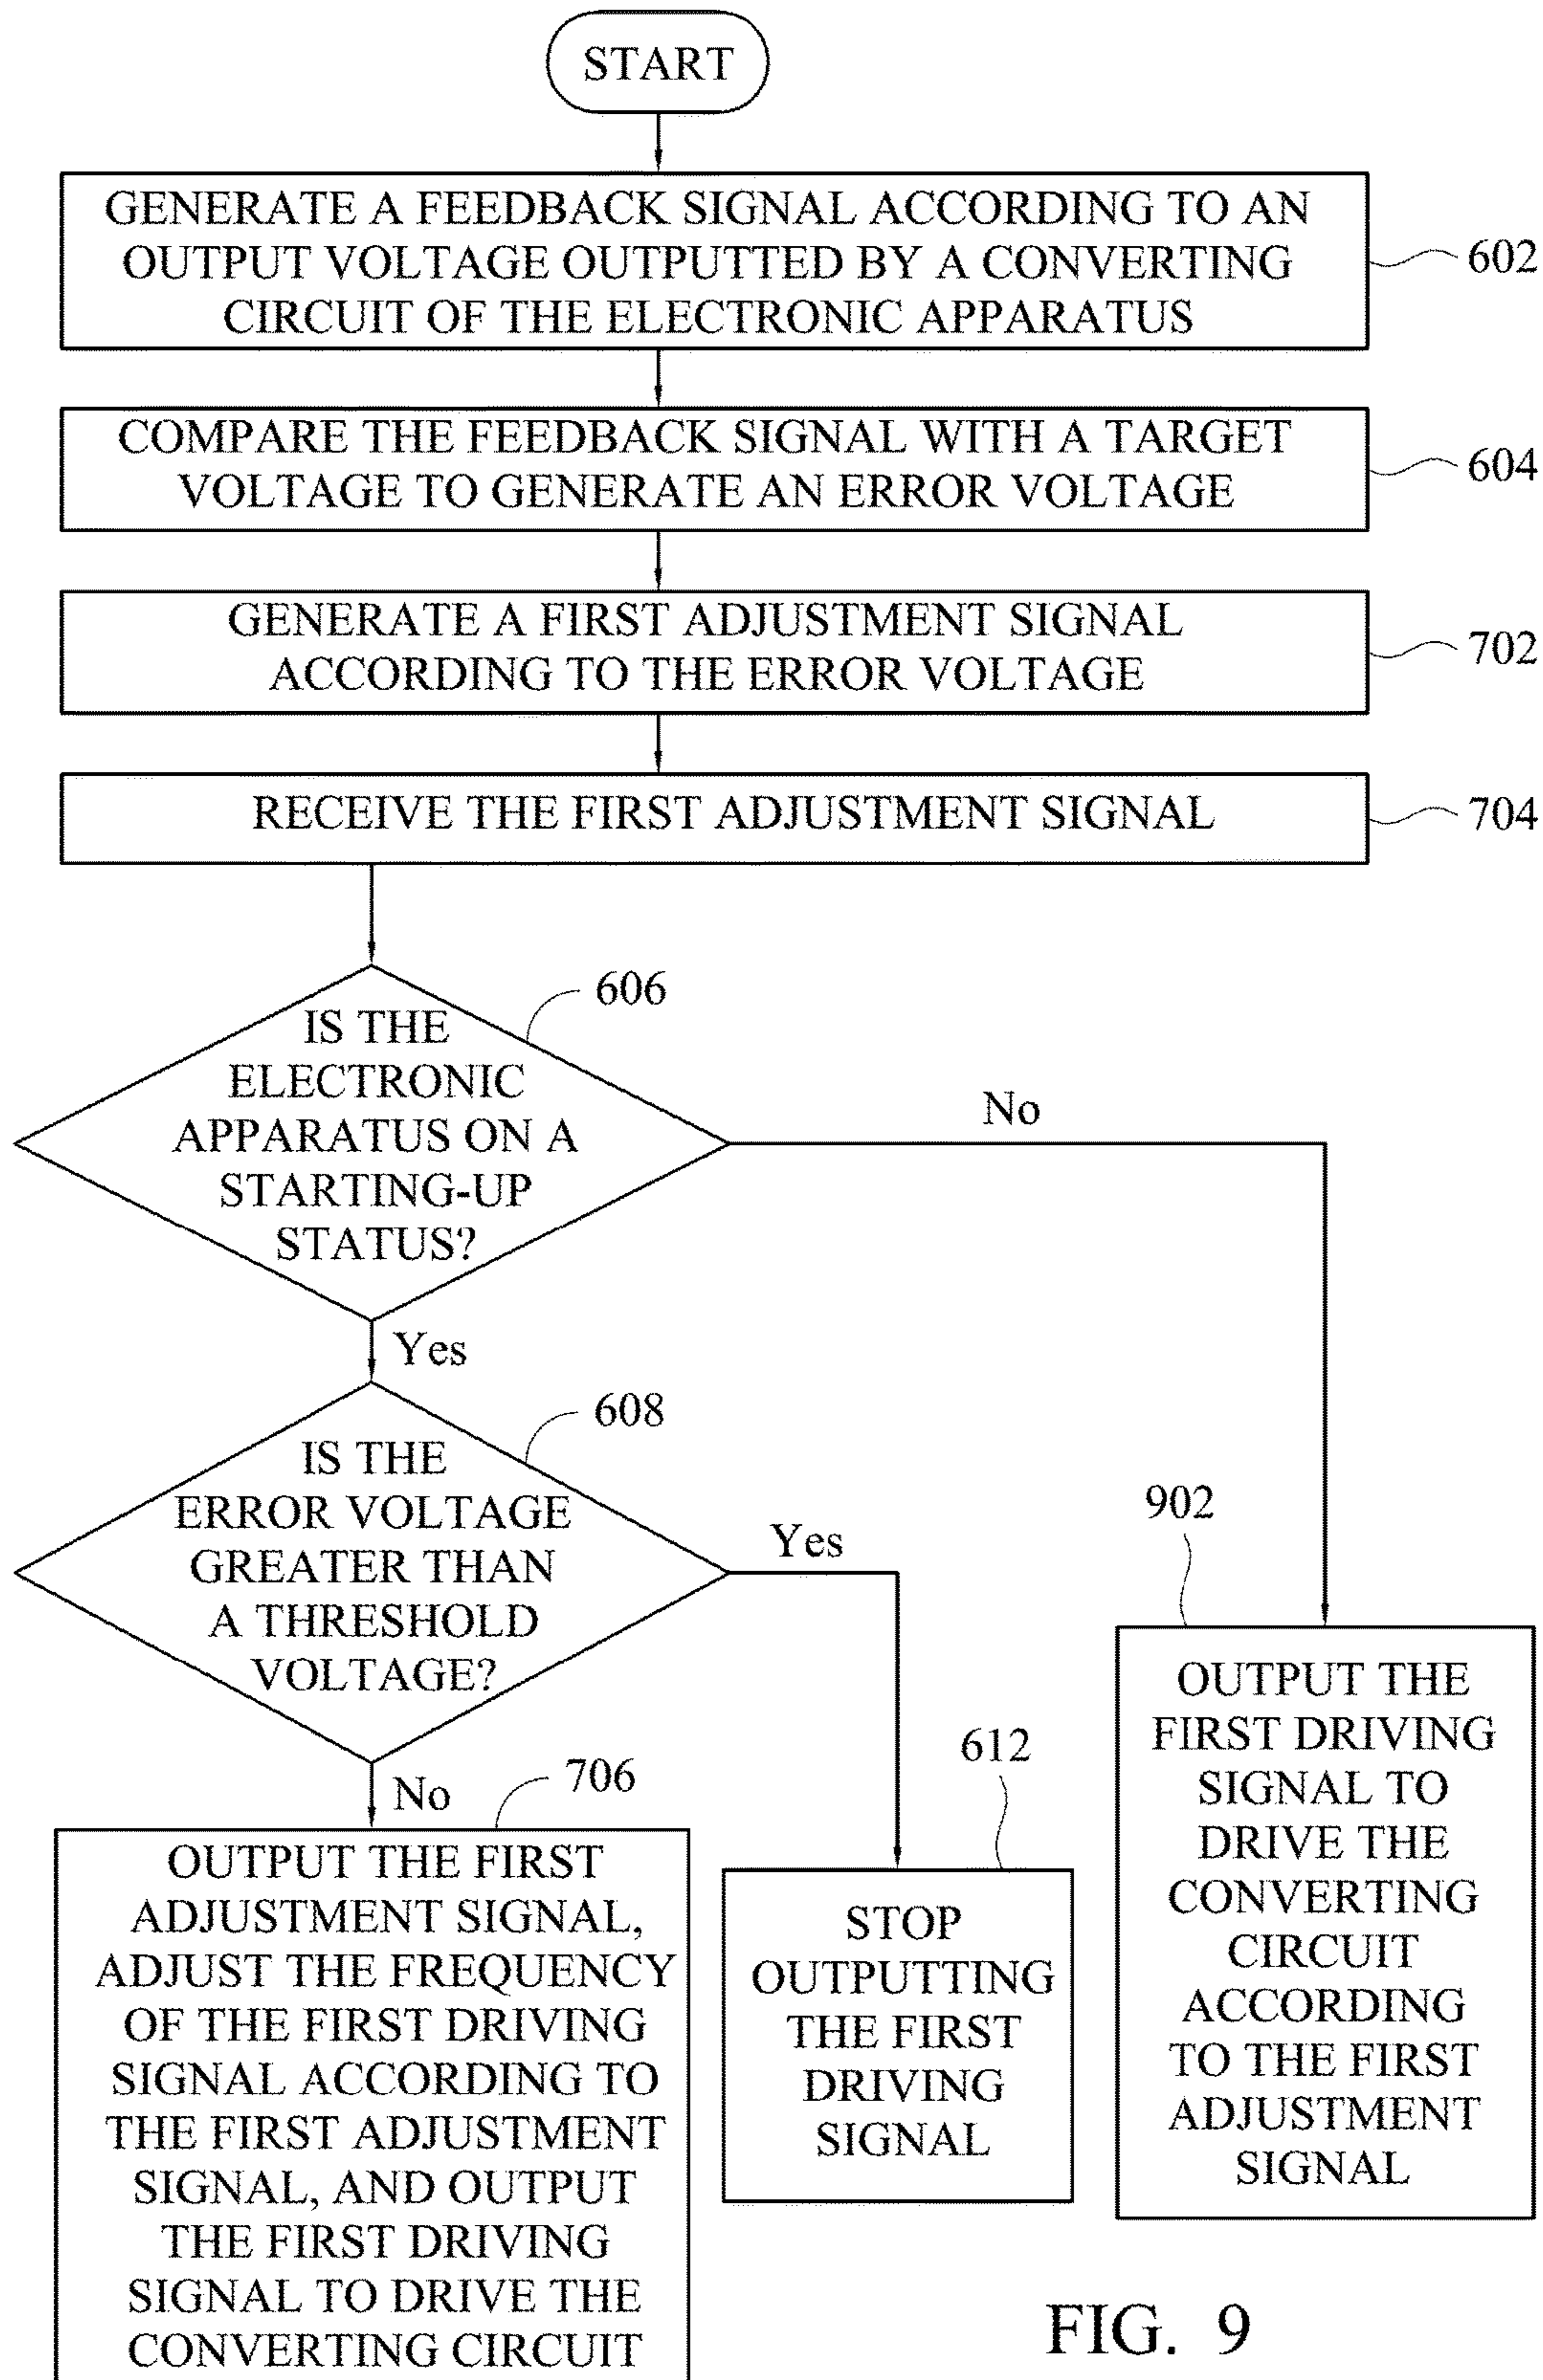 START
GENERATE A FEEDBACK SIGNAL ACCORDING TO AN
OUTPUT VOLTAGE OUTPUTTED BY A CONVERTING
CIRCUIT OF THE ELECTRONIC APPARATUS
602
COMPARE THE FEEDBACK SIGNAL WITH A TARGET
VOLTAGE TO GENERATE AN ERROR VOLTAGE
604
GENERATE A FIRST ADJUSTMENT SIGNAL
ACCORDING TO THE ERROR VOLTAGE
702
RECEIVE THE FIRST ADJUSTMENT SIGNAL
704
606
IS THE
ELECTRONIC
APPARATUS ON A
STARTING-UP
STATUS?
No
Yes
608
IS THE
ERROR VOLTAGE
GREATER THAN
A THRESHOLD
VOLTAGE?
Yes
No
706
OUTPUT THE FIRST
ADJUSTMENT SIGNAL,
ADJUST THE FREQUENCY
OF THE FIRST DRIVING
SIGNAL ACCORDING TO
THE FIRST ADJUSTMENT
SIGNAL, AND OUTPUT
THE FIRST DRIVING
SIGNAL TO DRIVE THE
CONVERTING CIRCUIT
612
STOP
OUTPUTTING
THE FIRST
DRIVING
SIGNAL
902
OUTPUT THE
FIRST DRIVING
SIGNAL TO
DRIVE THE
CONVERTING
CIRCUIT
ACCORDING
TO THE FIRST
ADJUSTMENT
SIGNAL
FIG. 9